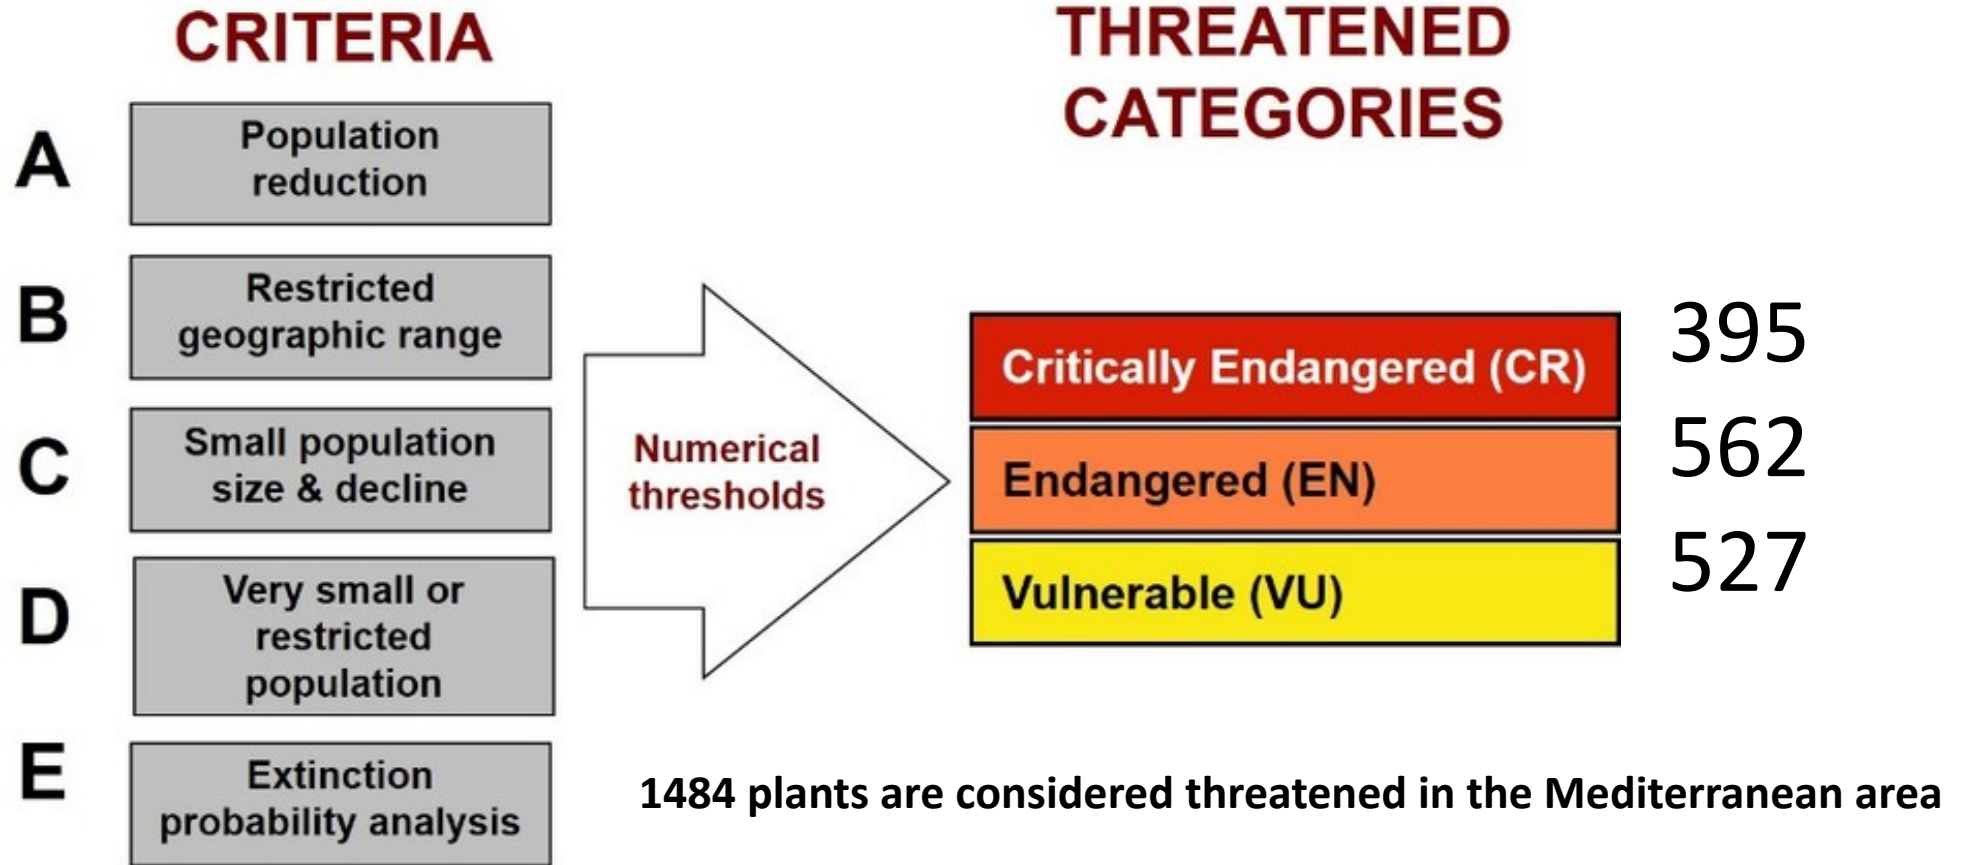 CRITERIA
A
Population
reduction
B
Restricted
geographic range
C
Small population
size & decline
D
Very small or
restricted
population
E
Extinction
probability analysis
Numerical
thresholds
THREATENED
CATEGORIES
Critically Endangered (CR)
395
Endangered (EN)
562
Vulnerable (VU)
527
1484 plants are considered threatened in the Mediterranean area